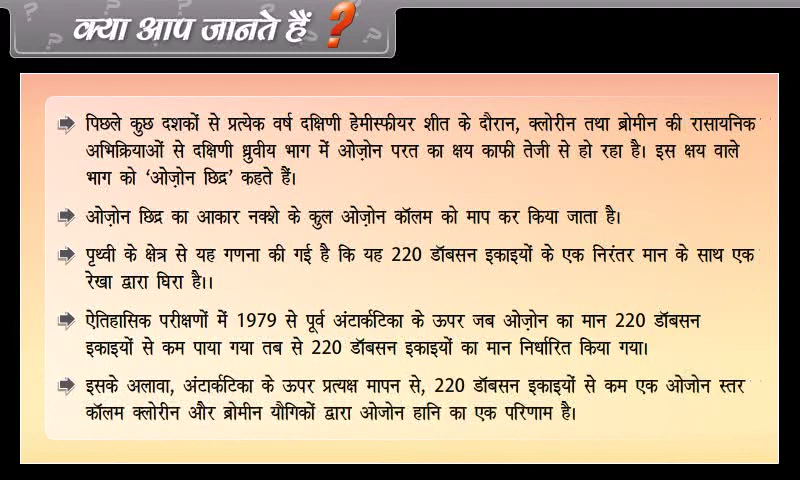 क्या आप जानते हैं ?
पिछले कुछ दशकों से प्रत्येक वर्ष दक्षिणी हेमीस्फीयर शीत के दौरान, क्लोरीन तथा ब्रोमीन की रासायनिक
अभिक्रियाओं से दक्षिणी ध्रुवीय भाग में ओज़ोन परत का क्षय काफी तेजी से हो रहा है। इस क्षय वाले
भाग को ‘ओज़ोन छिद्र’ कहते हैं।
ओज़ोन छिद्र का आकार नक्शे के कुल ओज़ोन कॉलम को माप कर किया जाता है।
पृथ्वी के क्षेत्र से यह गणना की गई है कि यह 220 डॉबसन इकाइयों के एक निरंतर मान के साथ एक
रेखा द्वारा घिरा है।।
ऐतिहासिक परीक्षणों में 1979 से पूर्व अंटार्कटिका के ऊपर जब ओज़ोन का मान 220 डॉबसन
इकाइयों से कम पाया गया तब से 220 डॉबसन इकाइयों का मान निर्धारित किया गया।
इसके अलावा, अंटार्कटिका के ऊपर प्रत्यक्ष मापन से, 220 डॉबसन इकाइयों से कम एक ओजोन स्तर
कॉलम क्लोरीन और ब्रोमीन यौगिकों द्वारा ओजोन हानि का एक परिणाम है।